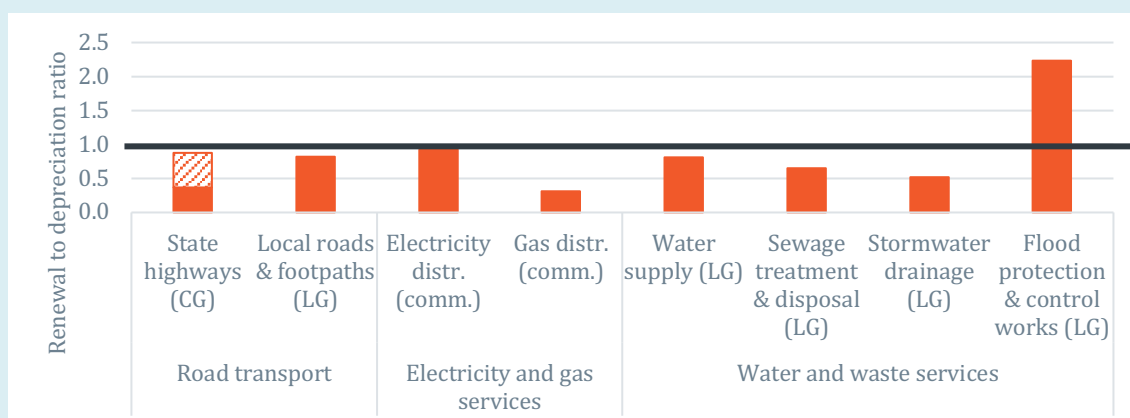 Renewal to depreciation ratio
2.5
2.0
1.5
1.0
0.5
0.0
State
highways
(CG)
Local roads
& footpaths
(LG)
Electricity
distr.
(comm.)
Gas distr.
(comm.)
Water
supply (LG)
Sewage
treatment
& disposal
(LG)
Stormwater
drainage
(LG)
Flood
protection
& control
works (LG)
Road transport
Electricity and gas
services
Water and waste services